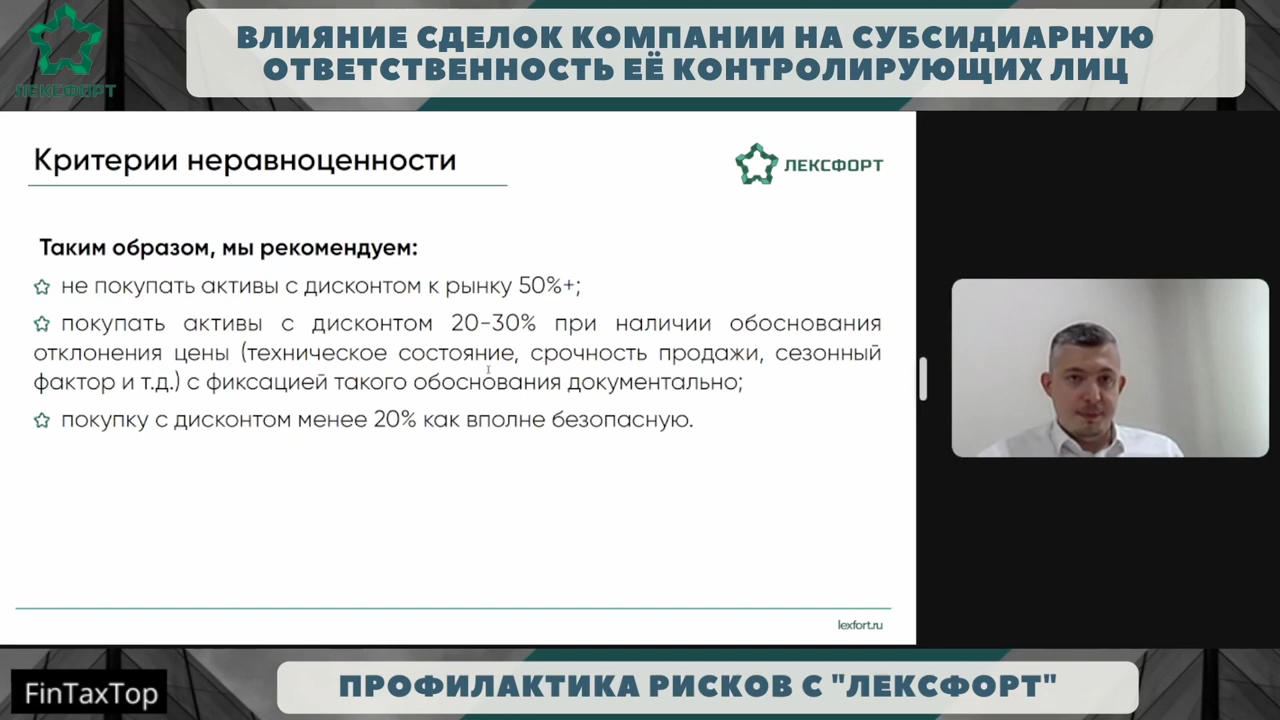 ВЛИЯНИЕ СДЕЛОК КОМПАНИИ НА СУБСИДИАРНУЮ
ОТВЕТСТВЕННОСТЬ ЕЁ КОНТРОЛИРУЮЩИХ ЛИЦ
ЛЕКСФОРТ
Критерии неравноценности
ЛЕКСФОРТ
Таким образом, мы рекомендуем:
не покупать активы с дисконтом к рынку 50%+;
покупать активы с дисконтом 20-30% при наличии обоснования
отклонения цены (техническое состояние, срочность продажи, сезонный
фактор и т.д.) с фиксацией такого обоснования документально;
покупку с дисконтом менее 20% как вполне безопасную.
lexfort.ru
FinTaxTop
ПРОФИЛАКТИКА РИСКОВ С "ЛЕКСФОРТ"